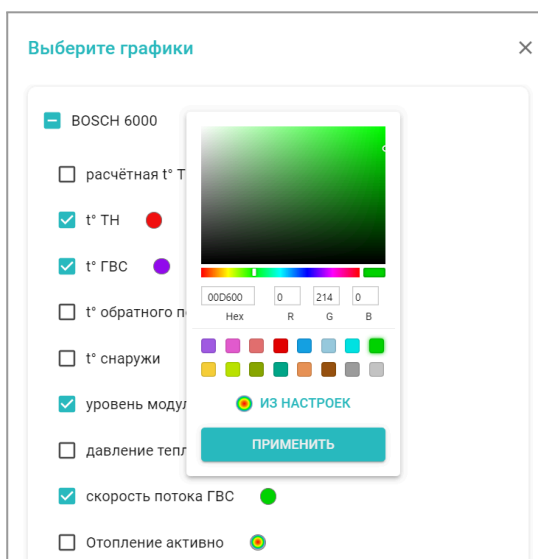 Выберите графики
BOSCH 6000
расчётная t° Т
t° ТН
t° ГВС
00D600 0 214 0
Hex R G B
t° обратного п
t° снаружи
уровень модул
ИЗ НАСТРОЕК
ПРИМЕНИТЬ
давление тепл
скорость потока ГВС
Отопление активно